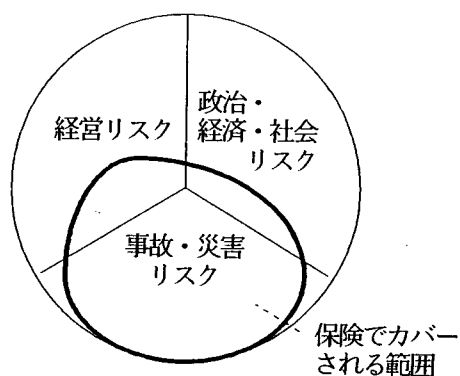 経営リスク
政治・
経済・社会
リスク
事故・災害
リスク
保険でカバー
される範囲